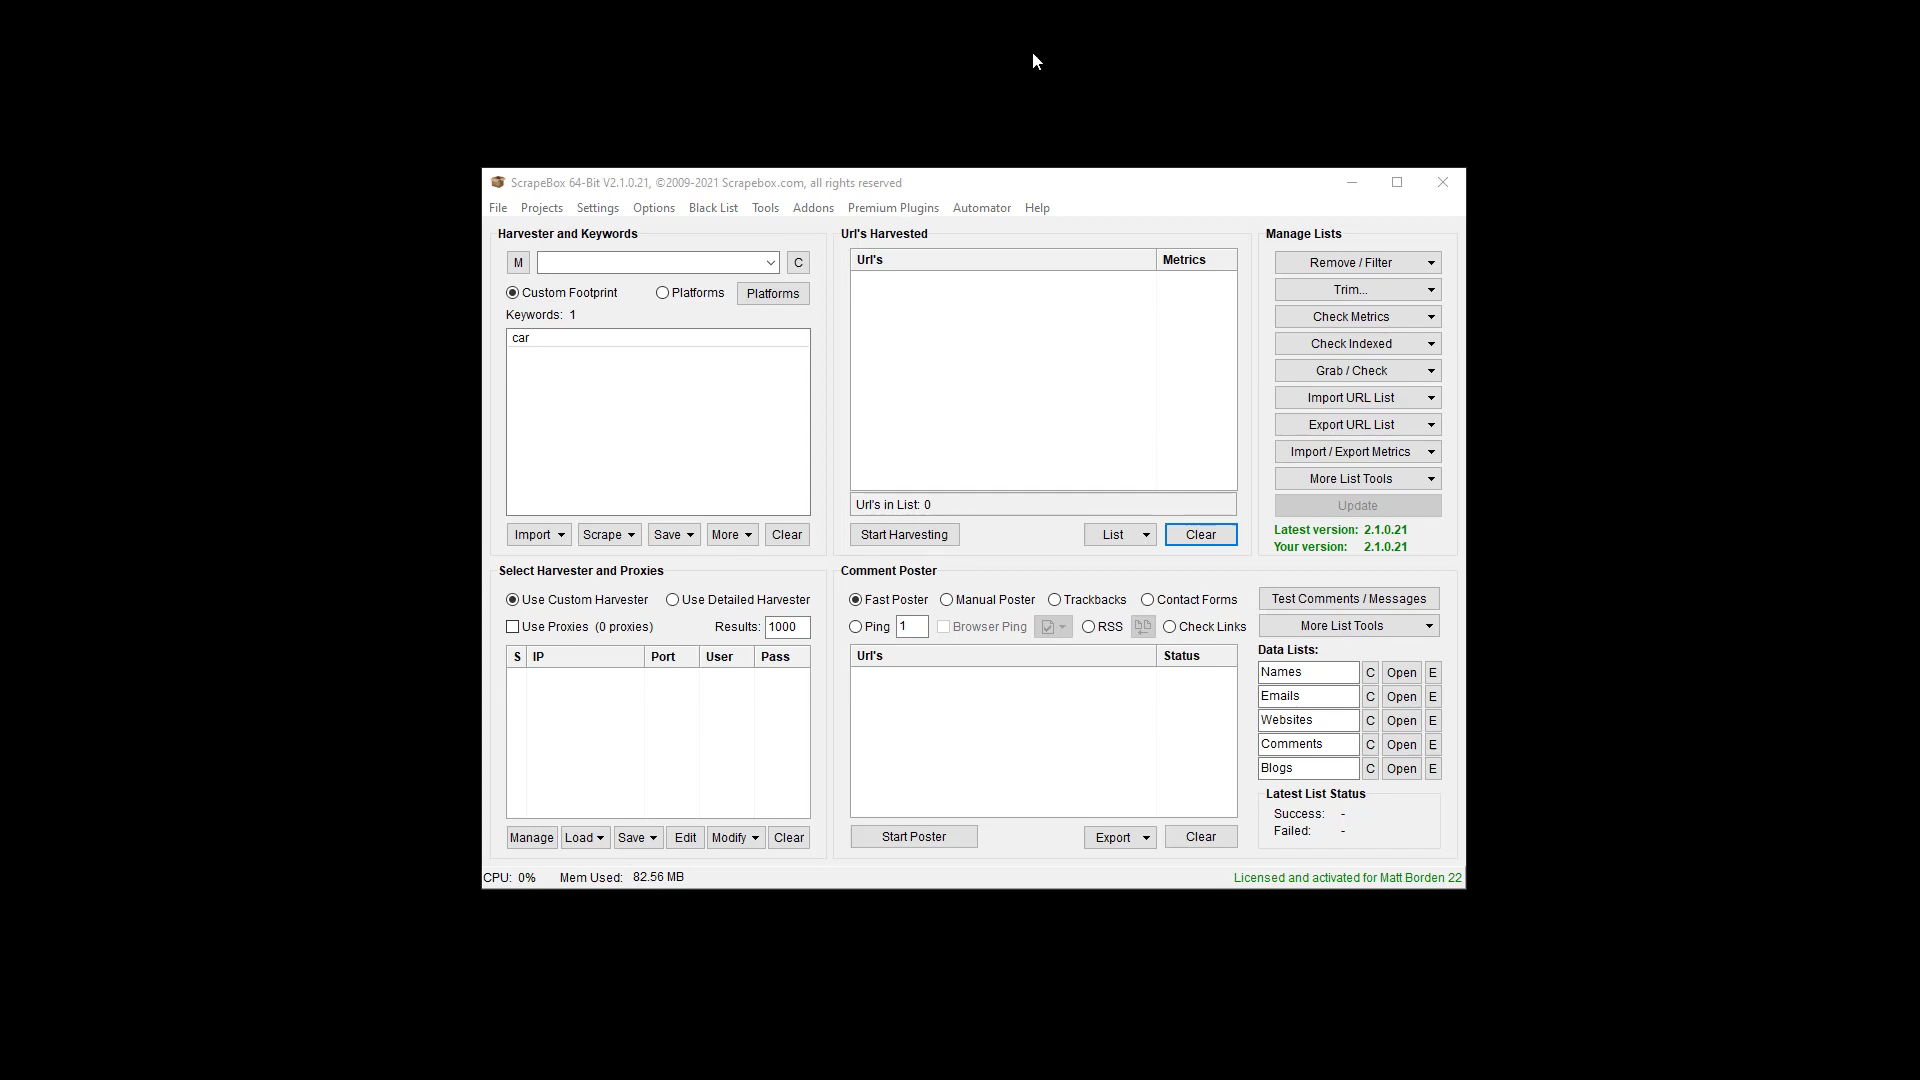 ScrapeBox 64-Bit V2.1.0.21, ©2009-2021 Scrapebox.com, all rights reserved
File Projects Settings Options Black List Tools Addons Premium Plugins Automator Help
Harvester and Keywords
M
C
Custom Footprint Platforms Platforms
Keywords: 1
car
Import Scrape Save More Clear
Url's Harvested
Url's Metrics
Url's in List: 0
Start Harvesting List Clear
Manage Lists
Remove / Filter
Trim...
Check Metrics
Check Indexed
Grab / Check
Import URL List
Export URL List
Import / Export Metrics
More List Tools
Update
Latest version: 2.1.0.21
Your version: 2.1.0.21
Select Harvester and Proxies
Use Custom Harvester Use Detailed Harvester
Use Proxies (0 proxies) Results: 1000
S IP Port User Pass
Manage Load Save Edit Modify Clear
Comment Poster
Fast Poster Manual Poster Trackbacks Contact Forms
Ping 1 Browser Ping RSS Check Links
Url's Status
Start Poster Export Clear
Test Comments / Messages
More List Tools
Data Lists:
Names C Open E
Emails C Open E
Websites C Open E
Comments C Open E
Blogs C Open E
Latest List Status
Success: -
Failed: -
CPU: 0% Mem Used: 82.56 MB Licensed and activated for Matt Borden 22